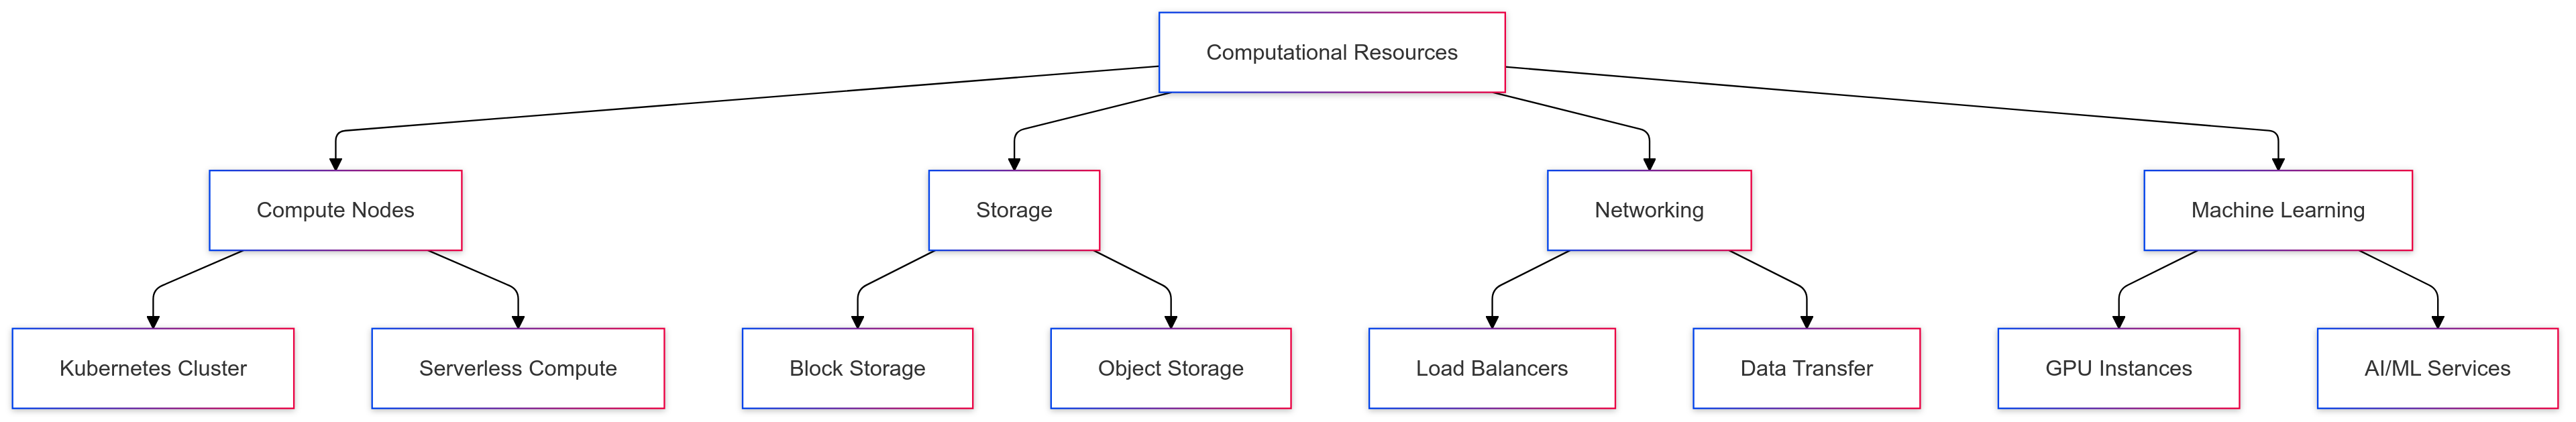 Computational Resources
Compute Nodes
Storage
Networking
Machine Learning
Kubernetes Cluster
Serverless Compute
Block Storage
Object Storage
Load Balancers
Data Transfer
GPU Instances
AI/ML Services